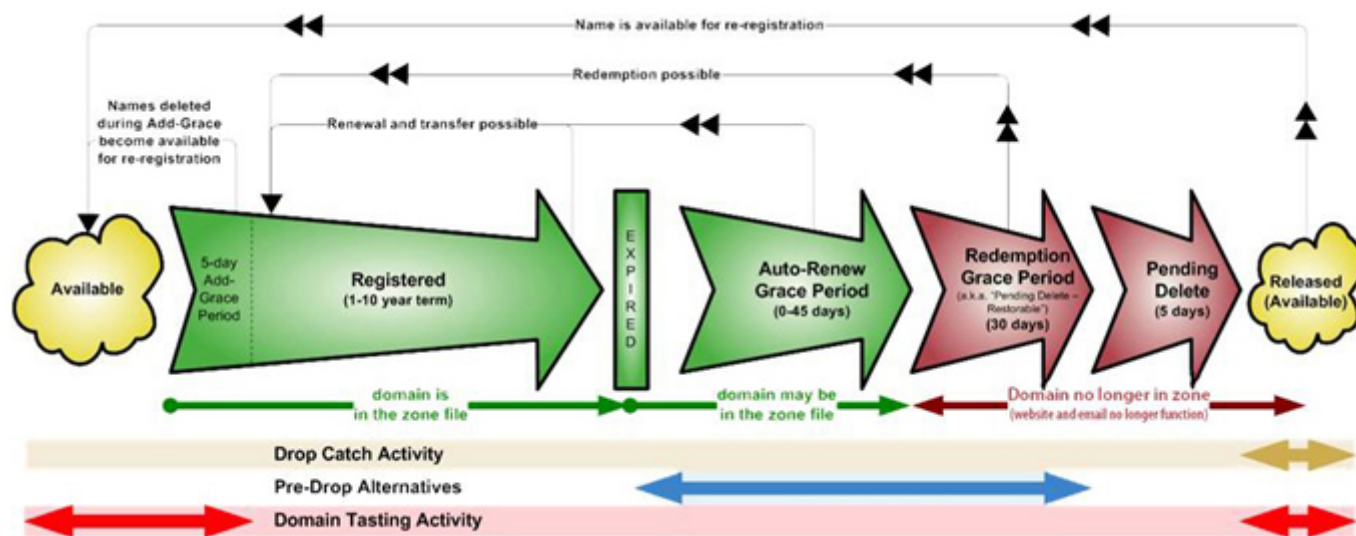 Name is available for re-registration
Redemption possible
Names deleted
during Add-Grace
become available
for re-registration
Renewal and transfer possible
Available
5-day
Add-
Grace
Period
Registered
(1-10 year term)
EXPIRED
Auto-Renew
Grace Period
(0-45 days)
Redemption
Grace Period
(a.k.a. "Pending Delete –
Restorable")
(30 days)
Pending
Delete
(5 days)
Released
(Available)
domain is
in the zone file
domain may be
in the zone file
Domain no longer in zone
(website and email no longer function)
Drop Catch Activity
Pre-Drop Alternatives
Domain Tasting Activity